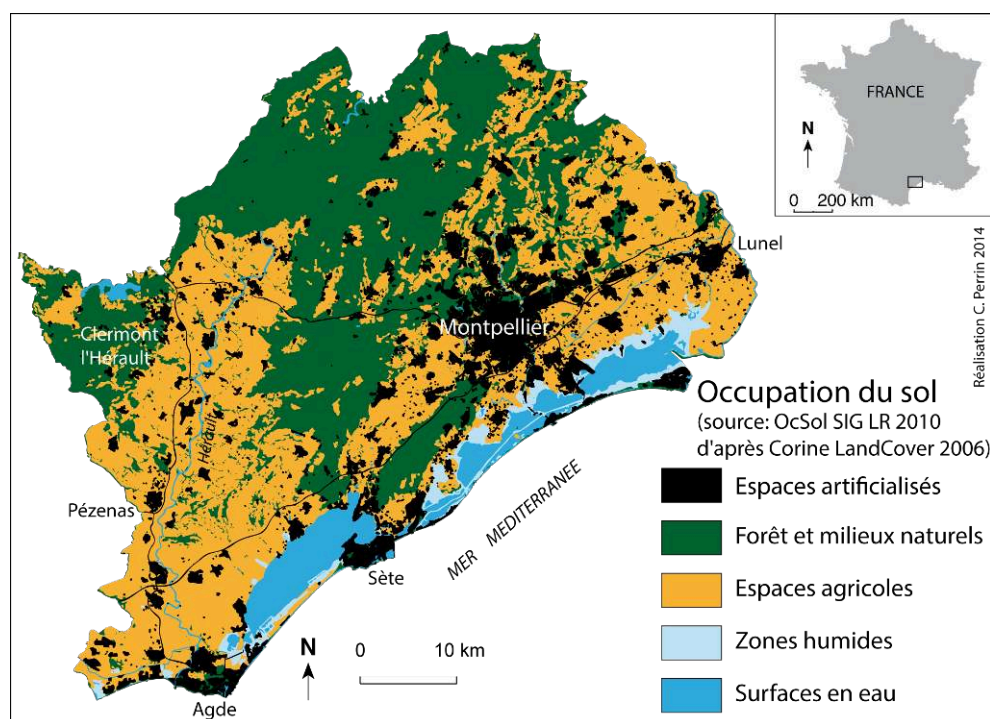 FRANCE
N
0 200 km
Réalisation C. Perrin 2014
Lunel
Montpellier
Clermont
l'Hérault
Hérault
Pézenas
Sète
MER MEDITERRANEE
Agde
N
0 10 km
Occupation du sol
(source: OcSol SIG LR 2010
d'après Corine LandCover 2006)
Espaces artificialisés
Forêt et milieux naturels
Espaces agricoles
Zones humides
Surfaces en eau